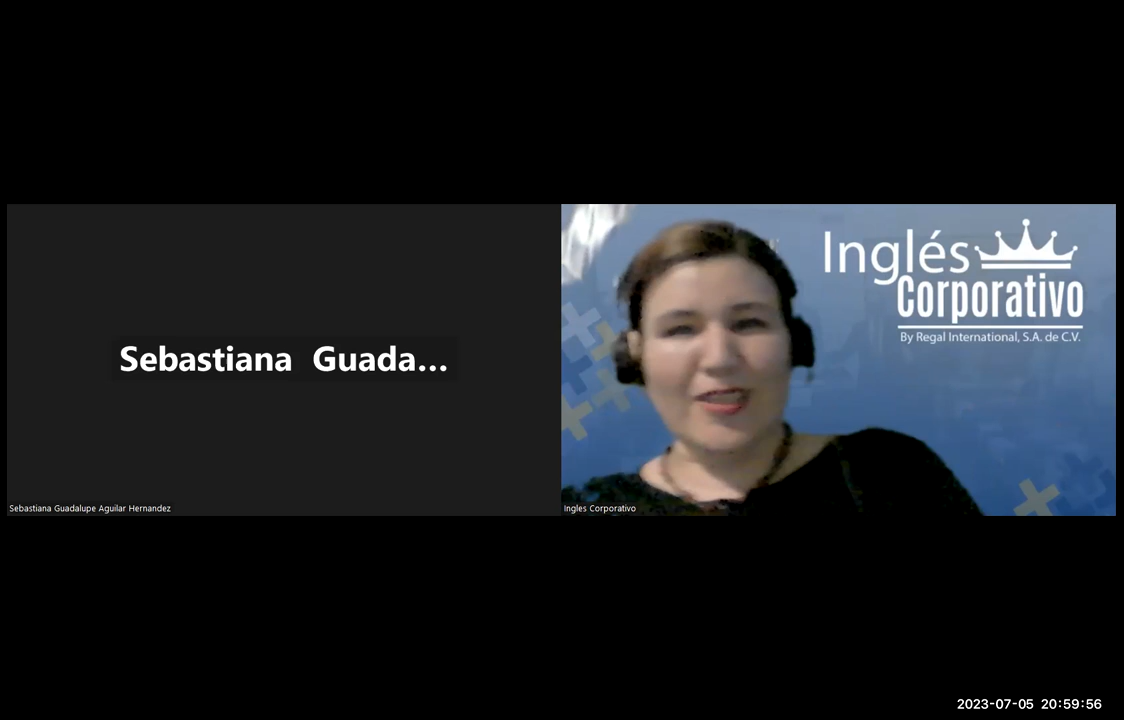 Sebastiana Guada...
Sebastiana Guadalupe Aguilar Hernandez
Inglés
Corporativo
By Regal International, S.A. de C.V.
Ingles Corporativo
2023-07-05 20:59:56